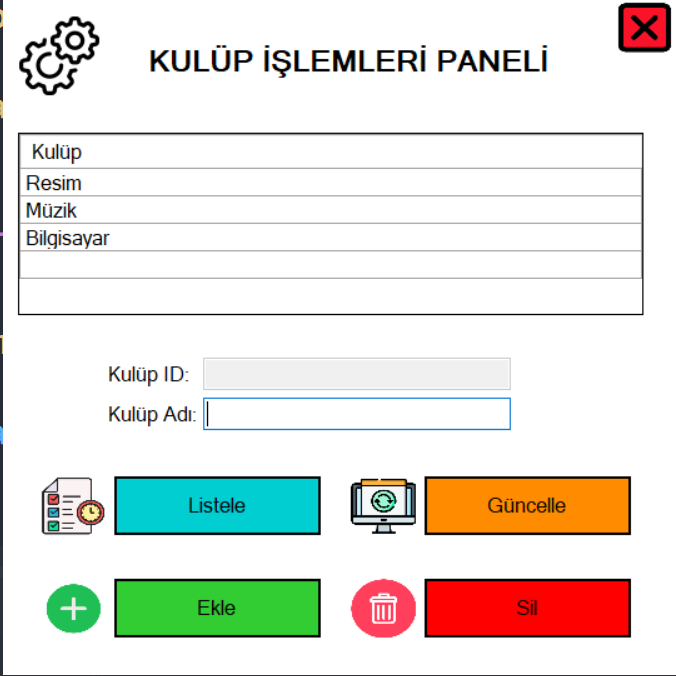 KULÜP İŞLEMLERİ PANELİ
Kulüp
Resim
Müzik
Bilgisayar
Kulüp ID:
Kulüp Adı:
Listele
Güncelle
Ekle
Sil